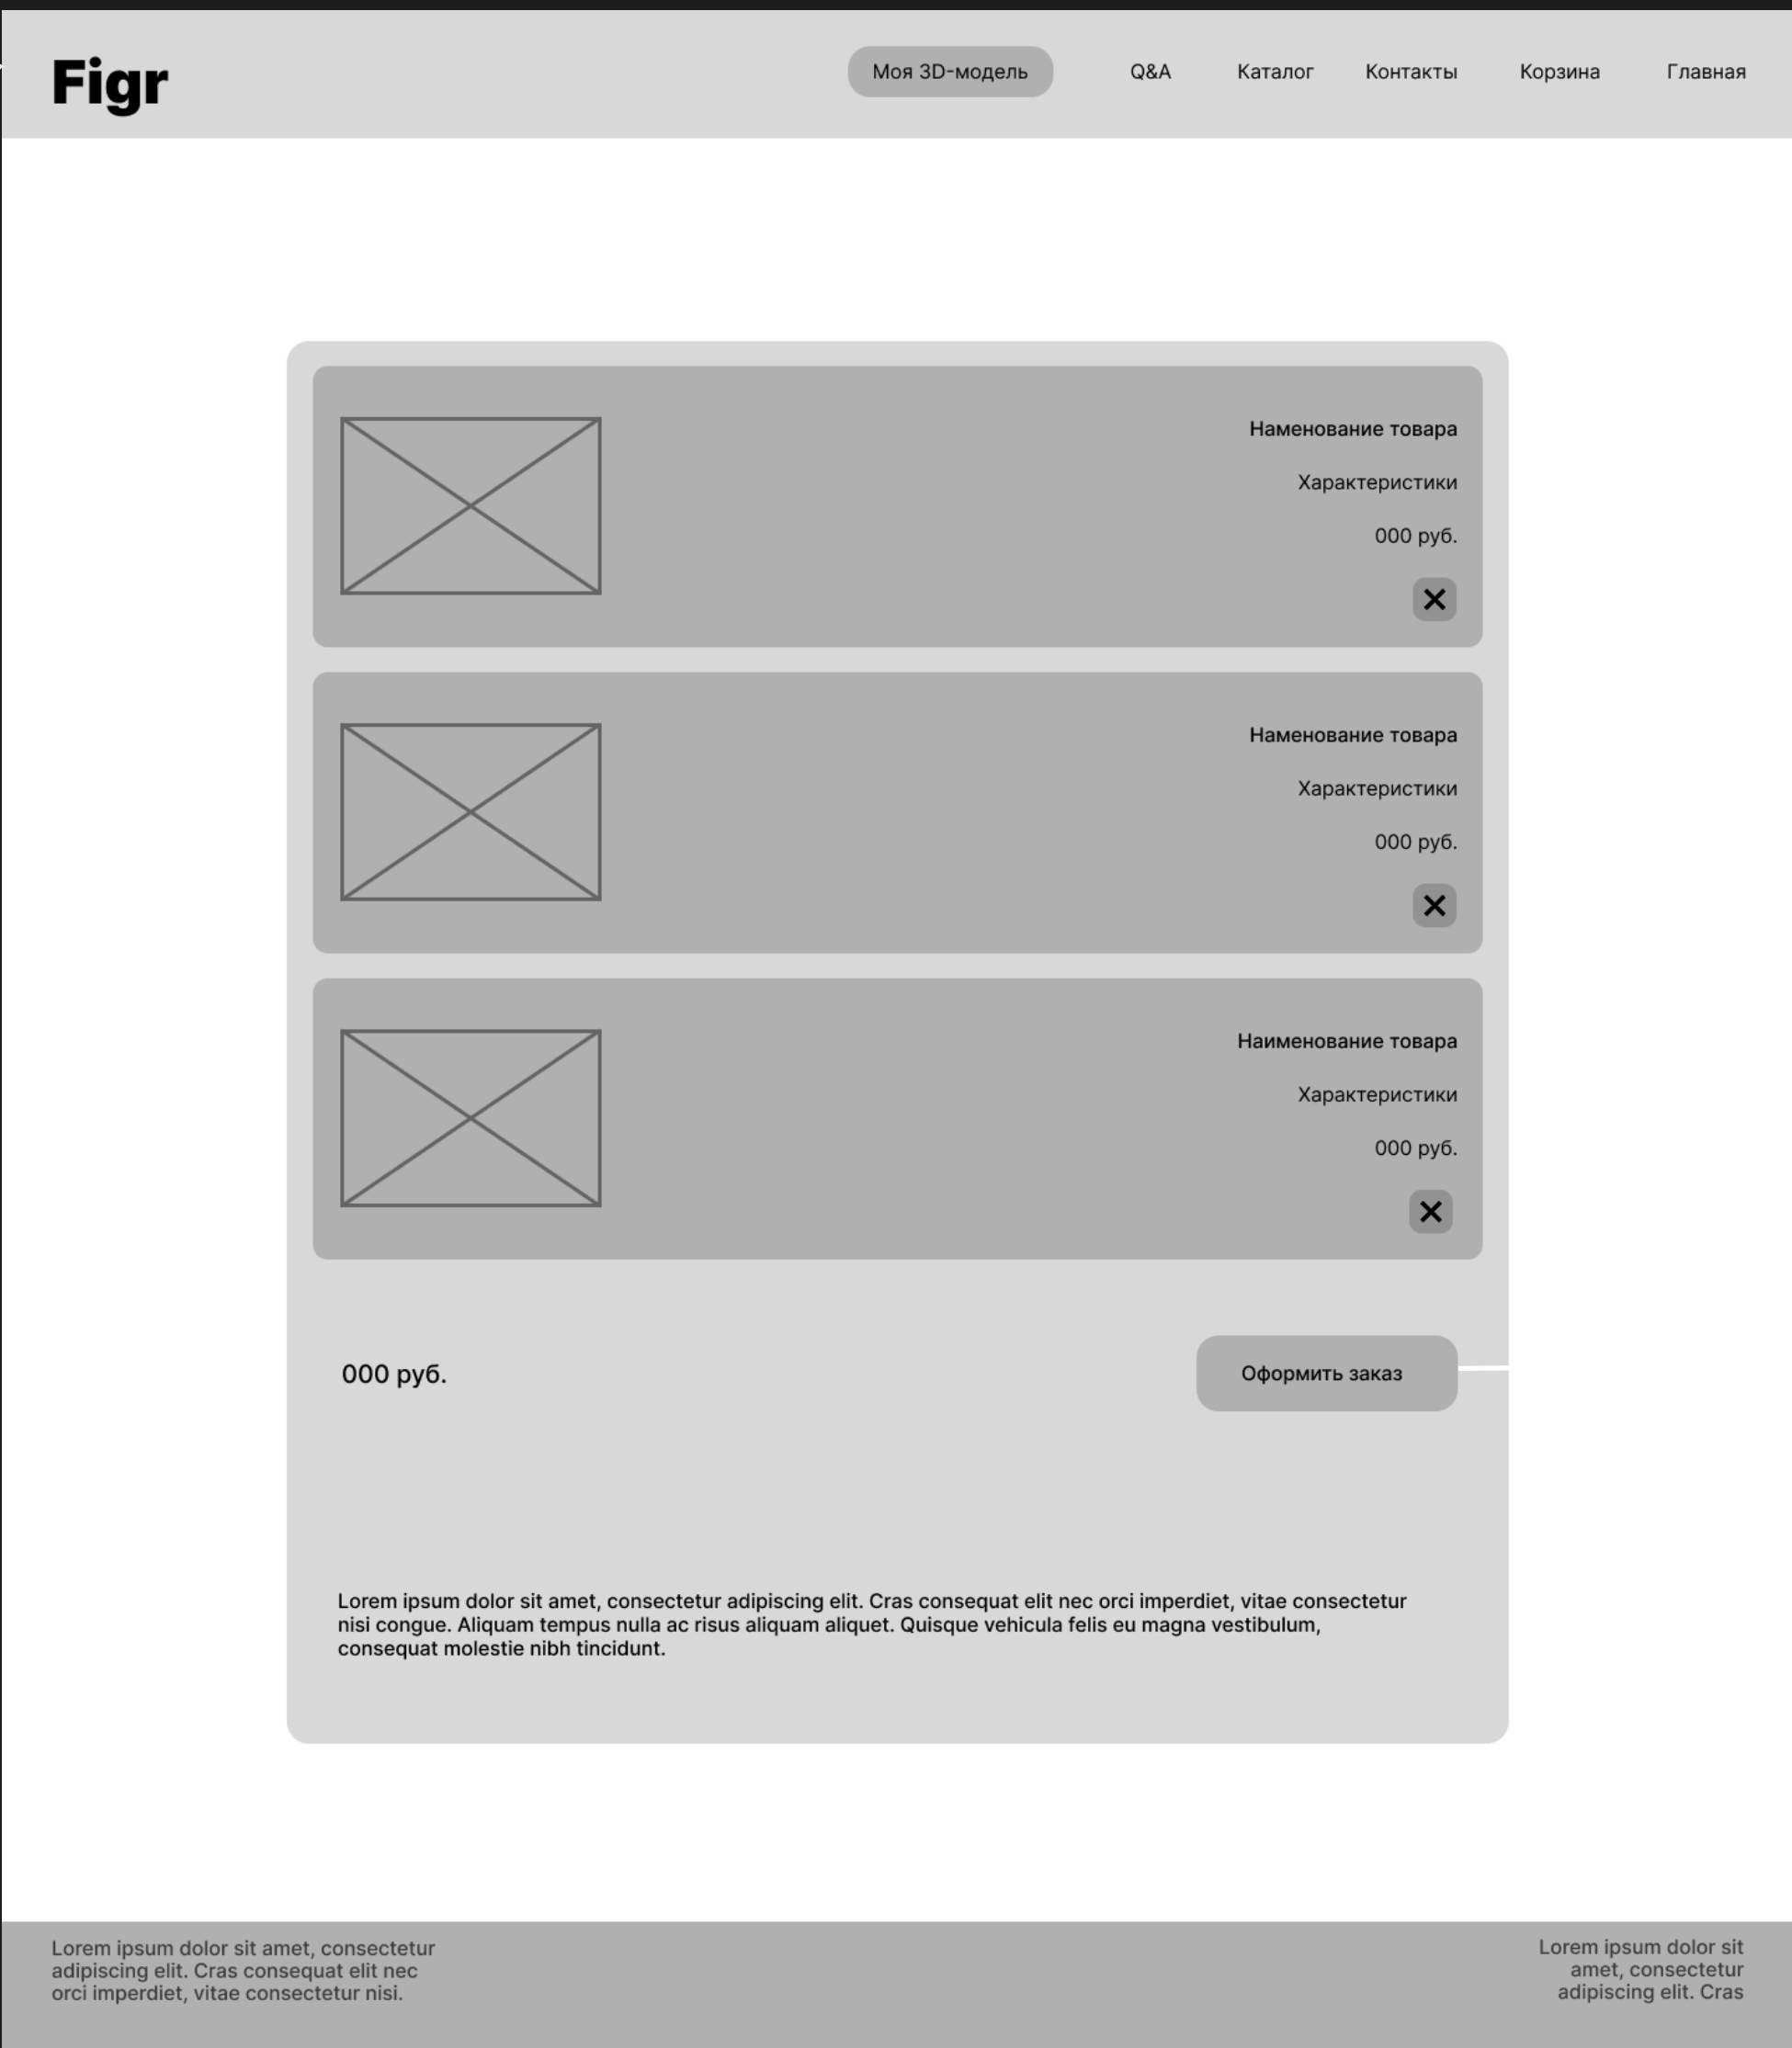 Figr
Моя 3D-модель
Q&A
Каталог
Контакты
Корзина
Главная
Наменование товара
Характеристики
000 руб.
Наменование товара
Характеристики
000 руб.
Наименование товара
Характеристики
000 руб.
000 руб.
Оформить заказ
Lorem ipsum dolor sit amet, consectetur adipiscing elit. Cras consequat elit nec orci imperdiet, vitae consectetur
nisi congue. Aliquam tempus nulla ac risus aliquam aliquet. Quisque vehicula felis eu magna vestibulum,
consequat molestie nibh tincidunt.
Lorem ipsum dolor sit amet, consectetur
adipiscing elit. Cras consequat elit nec
orci imperdiet, vitae consectetur nisi.
Lorem ipsum dolor sit
amet, consectetur
adipiscing elit. Cras